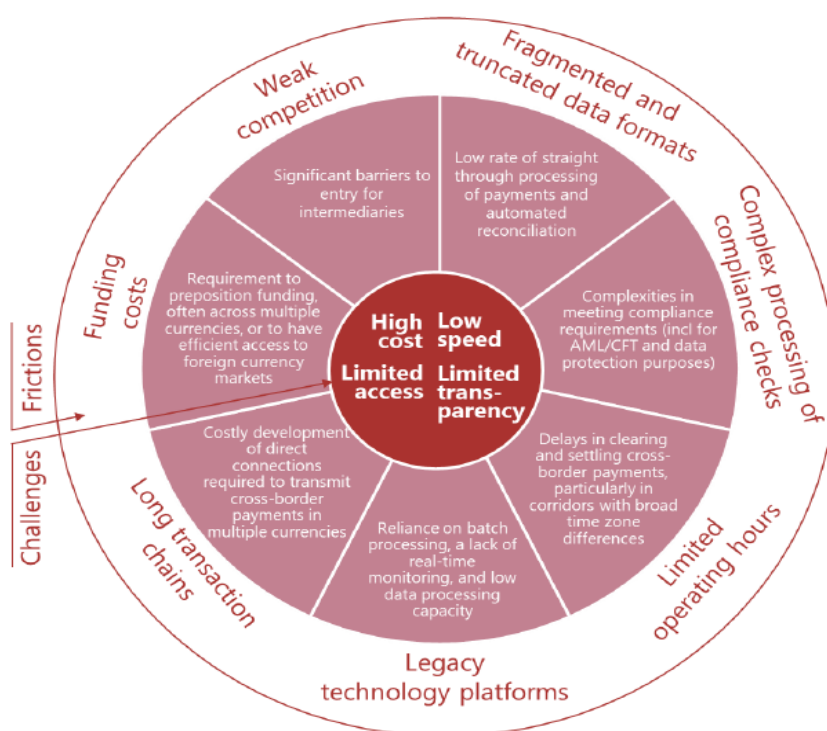 Weak
competition
Fragmented and
truncated data formats
Complex processing of
compliance checks
Limited
operating hours
Legacy
technology platforms
Long transaction
chains
Funding
costs
Frictions
Challenges
Significant barriers to
entry for
intermediaries
Low rate of straight
through processing
of payments and
automated
reconciliation
Complexities in
meeting compliance
requirements (incl for
AML/CFT and data
protection purposes)
Delays in clearing
and settling cross-
border payments,
particularly in
corridors with broad
time zone
differences
Reliance on batch
processing, a lack of
real-time
monitoring, and low
data processing
capacity
Costly development
of direct
connections
required to transmit
cross-border
payments in
multiple currencies
Requirement to
preposition funding,
often across multiple
currencies, or to have
efficient access to
foreign currency
markets
High
cost
Low
speed
Limited
access
Limited
trans-
parency